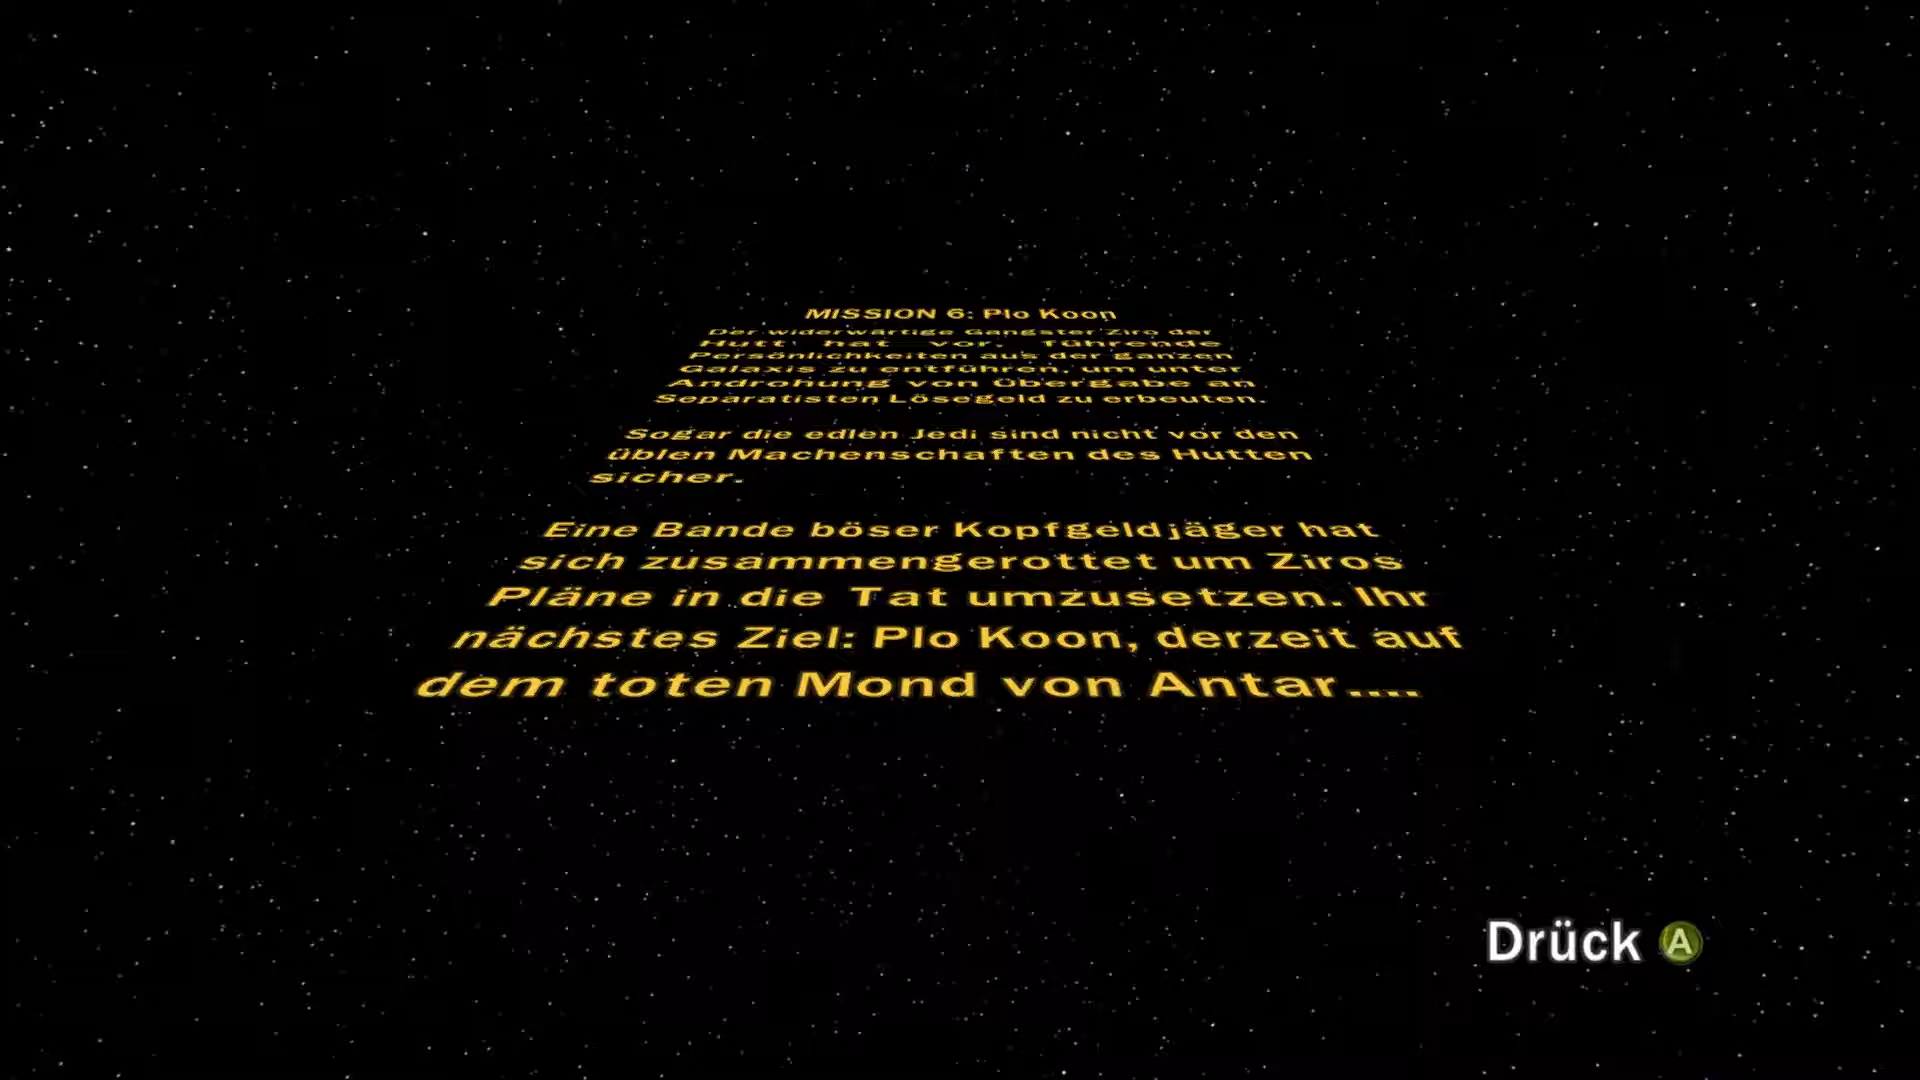 MISSION 6: Plo Koon
Der widerwärtige Gangster Ziro der
Hutt hat vor, führende
Persönlichkeiten aus der ganzen
Galaxis zu entführen, um unter
Androhung von Übergabe an
Separatisten Lösegeld zu erbeuten.
Sogar die edlen Jedi sind nicht vor den
üblen Machenschaften des Hutten
sicher.
Eine Bande böser Kopfgeldjäger hat
sich zusammengerottet um Ziros
Pläne in die Tat umzusetzen. Ihr
nächstes Ziel: Plo Koon, derzeit auf
dem toten Mond von Antar....
Drück A